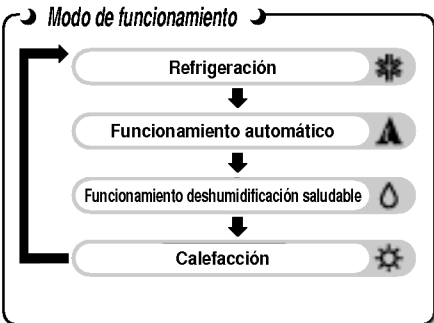 Modo de funcionamiento
Refrigeración
Funcionamiento automático
Funcionamiento deshumidificación saludable
Calefacción